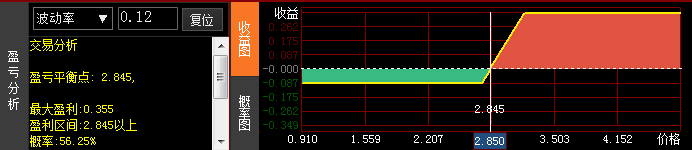 盈亏分析
波动率 0.12 复位
交易分析
盈亏平衡点: 2.845,
最大盈利:0.355
盈利区间:2.845以上
概率:56.25%
收益图
概率图
收益
0.262
0.175
0.087
-0.000
-0.087
-0.175
-0.262
-0.349
2.845
0.910 1.559 2.207 2.850 3.503 4.152 价格